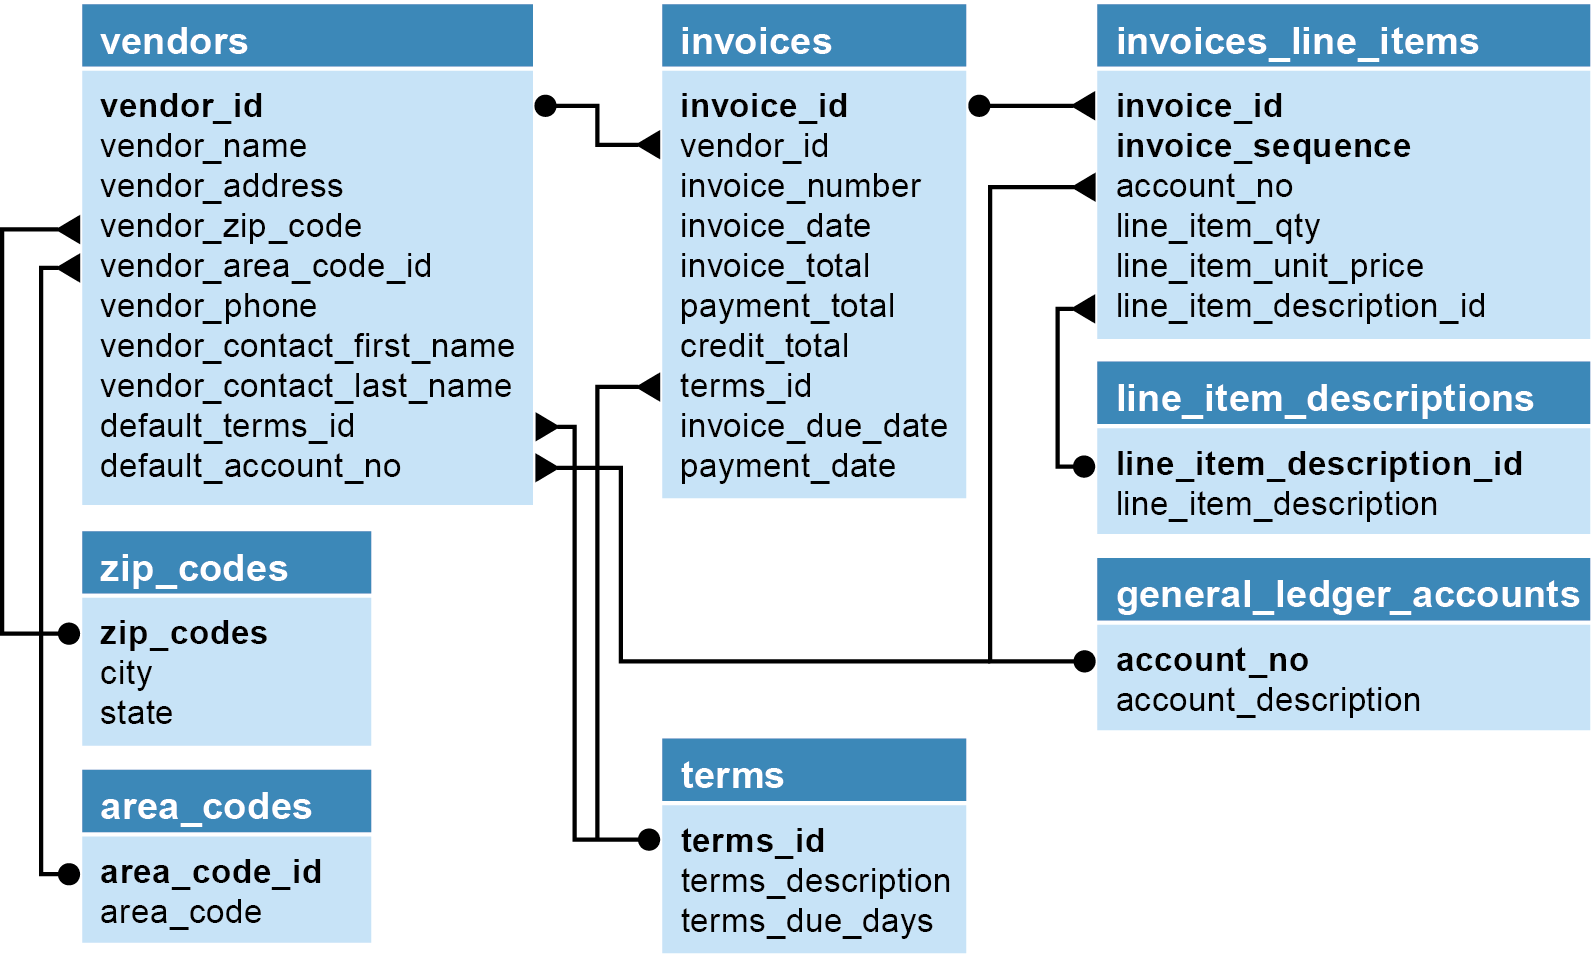 vendors
vendor_id
vendor_name
vendor_address
vendor_zip_code
vendor_area_code_id
vendor_phone
vendor_contact_first_name
vendor_contact_last_name
default_terms_id
default_account_no
zip_codes
zip_codes
city
state
area_codes
area_code_id
area_code
invoices
invoice_id
vendor_id
invoice_number
invoice_date
invoice_total
payment_total
credit_total
terms_id
invoice_due_date
payment_date
terms
terms_id
terms_description
terms_due_days
invoices_line_items
invoice_id
invoice_sequence
account_no
line_item_qty
line_item_unit_price
line_item_description_id
line_item_descriptions
line_item_description_id
line_item_description
general_ledger_accounts
account_no
account_description